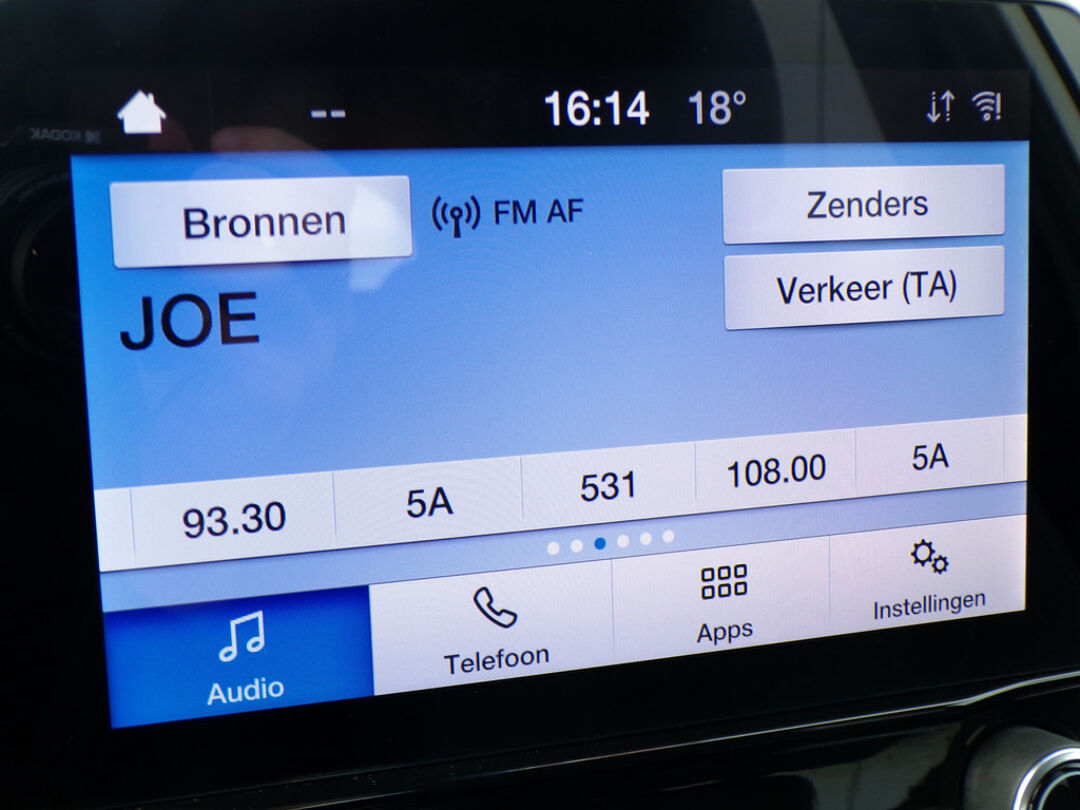 -- 16:14 18°
Bronnen FM AF Zenders
Verkeer (TA)
JOE
93.30 5A 531 108.00 5A
Audio Telefoon Apps Instellingen
KODAK